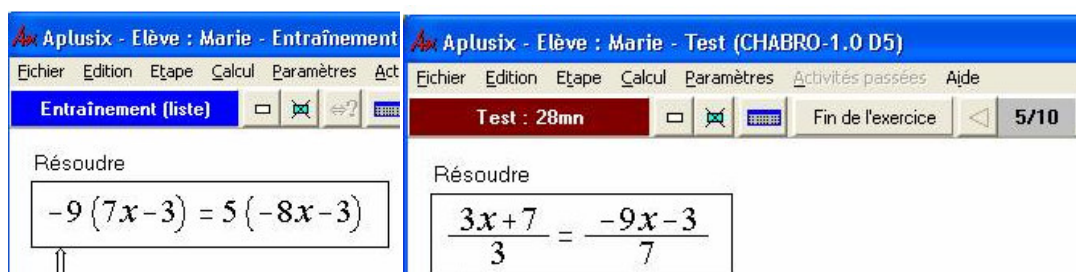 Aplusix - Elève : Marie - Entraînement
Fichier Edition Etape Calcul Paramètres Act
Entraînement (liste)
Résoudre
-9(7x-3) = 5(-8x-3)
Aplusix - Elève : Marie - Test (CHABRO-1.0 D5)
Fichier Edition Etape Calcul Paramètres Activités passées Aide
Test : 28mn Fin de l'exercice 5/10
Résoudre
(3x+7)/3 = (-9x-3)/7